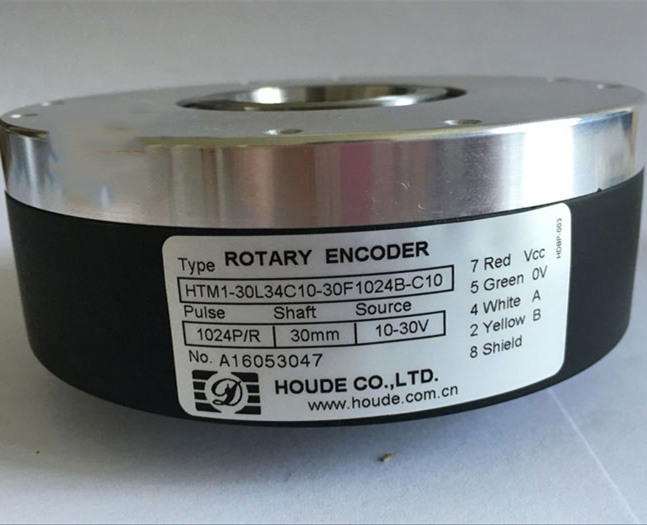 Type ROTARY ENCODER
HTM1-30L34C10-30F1024B-C10
Pulse Shaft Source
1024P/R 30mm 10-30V
No. A16053047
HOUDE CO.,LTD.
www.houde.com.cn
7 Red Vcc
5 Green 0V
4 White A
2 Yellow B
8 Shield
HDBP-003